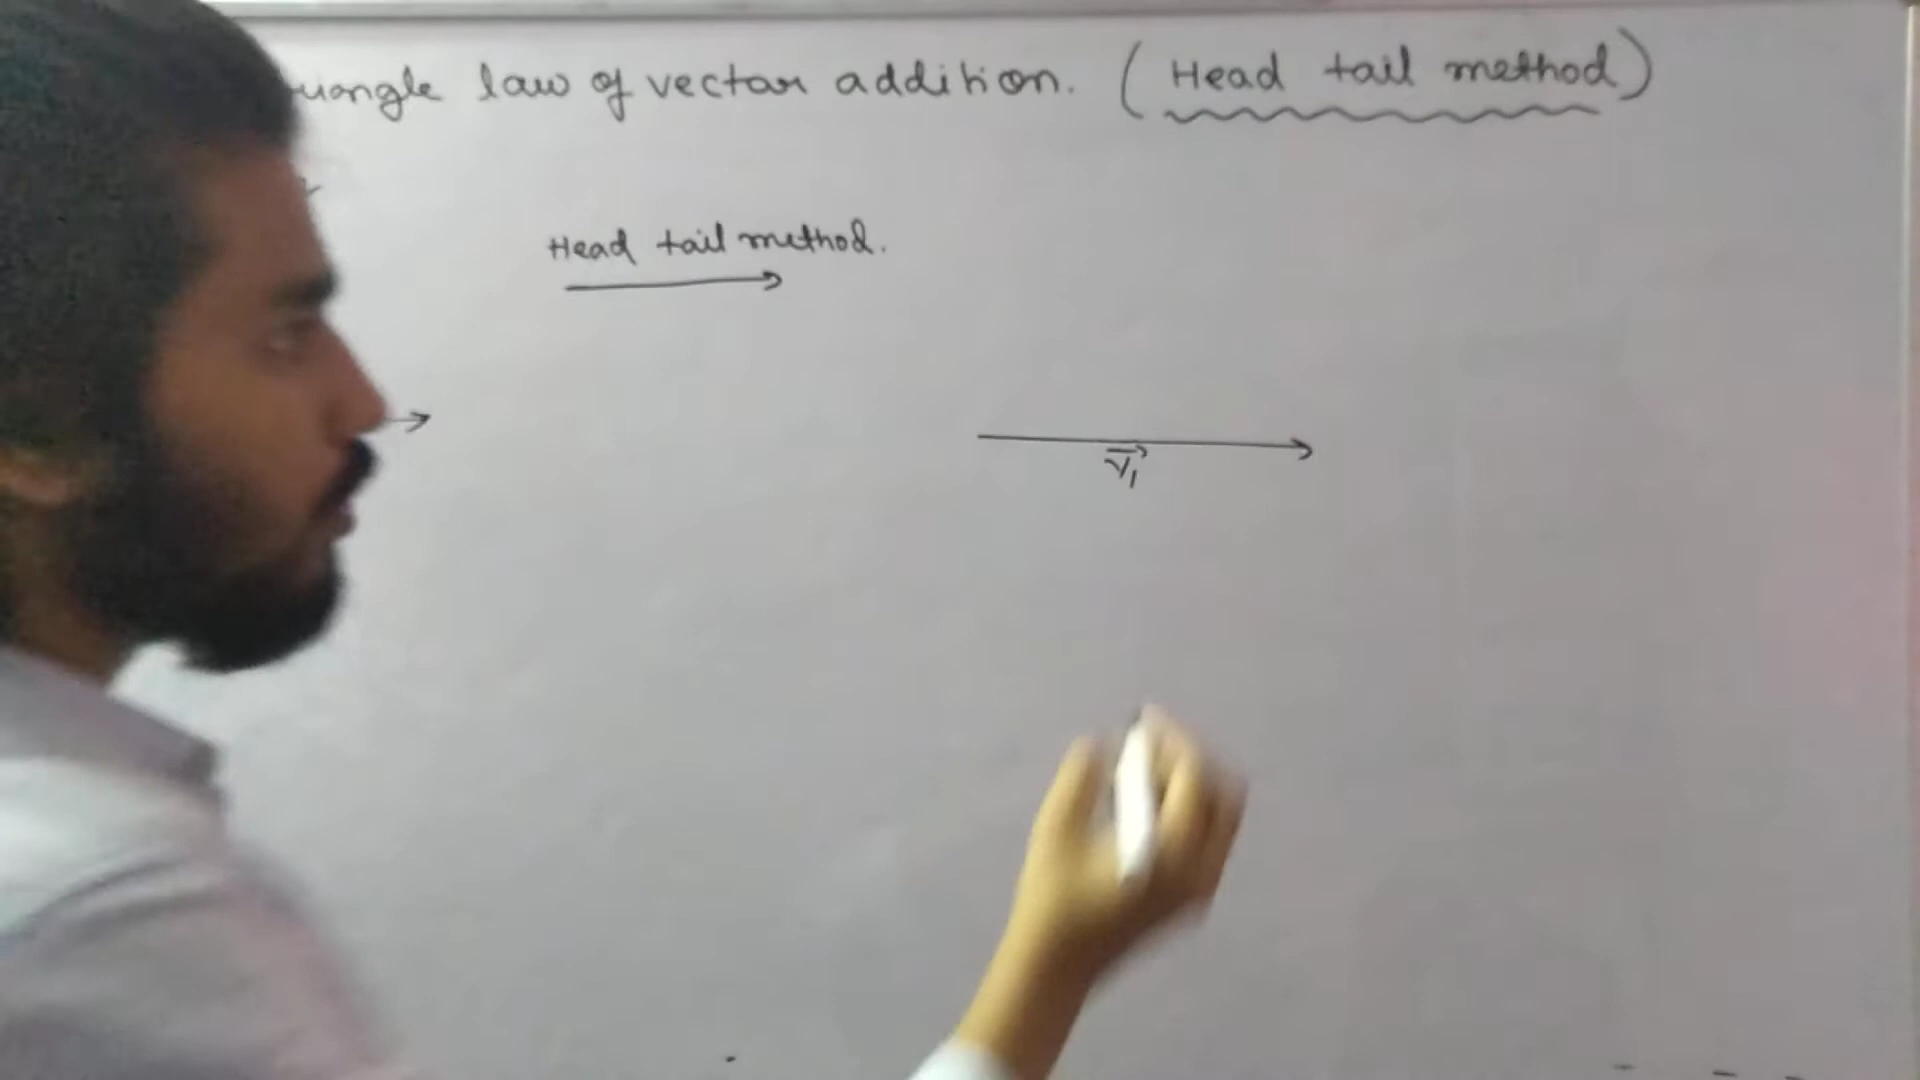 law of vector addition. (Head tail method)
Head tail method.
V₁